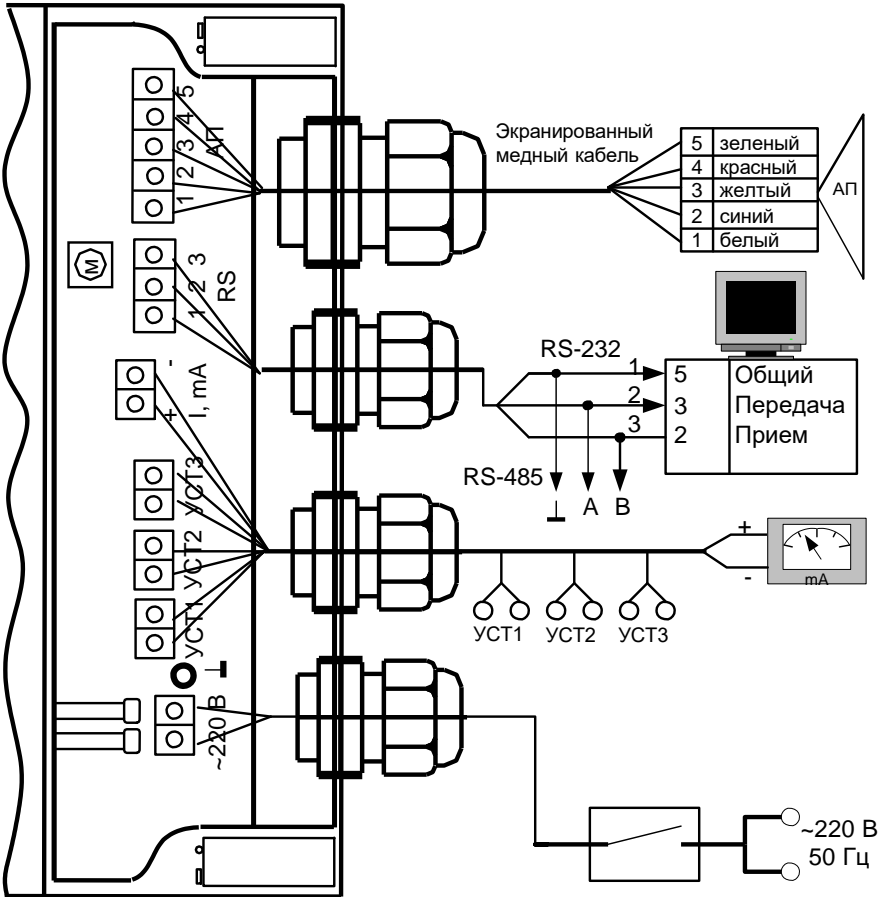 5
4
3
2
1
АП
Экранированный
медный кабель
5 зеленый
4 красный
3 желтый
2 синий
1 белый
АП
М
3
2
1
RS
RS-232
1
2
3
5 Общий
3 Передача
2 Прием
RS-485
A B
-
+
I, mA
УСТ3
УСТ2
УСТ1
+
-
mA
УСТ1 УСТ2 УСТ3
~220 В
~220 В
50 Гц